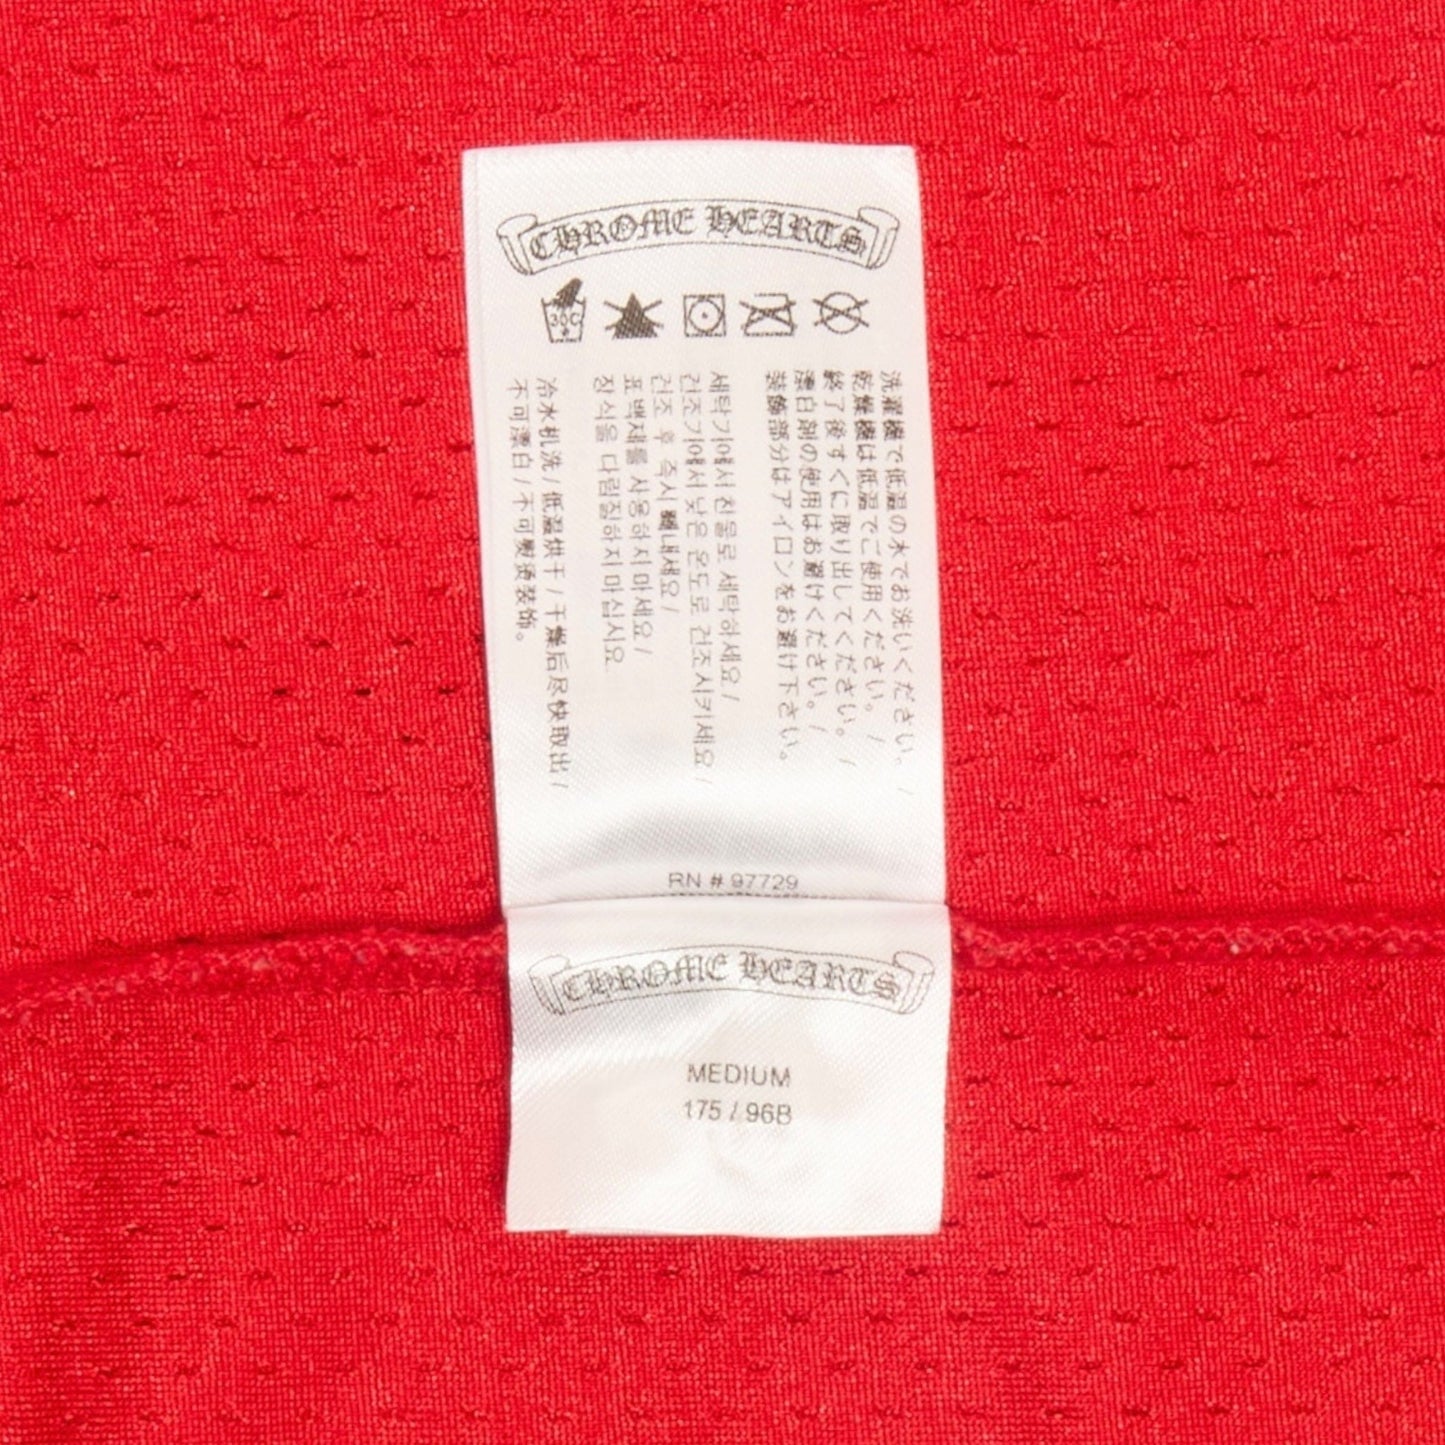 CHROME HEARTS
30C
洗濯機で低温の水でお洗いください。/
乾燥機は低温でご使用ください。/
終了後すぐに取り出してください。/
漂白剤の使用はお避けください。/
装飾部分はアイロンをお避け下さい。
세탁기에서 찬물로 세탁하세요/
건조기에서 낮은 온도로 건조시키세요/
건조 후 즉시 빼내세요/
표백제를 사용하지 마세요/
장식을 다림질하지 마십시요
冷水机洗/低温烘干/干燥后尽快取出/
不可漂白/不可熨烫装饰。
RN # 97729
CHROME HEARTS
MEDIUM
175 / 96B